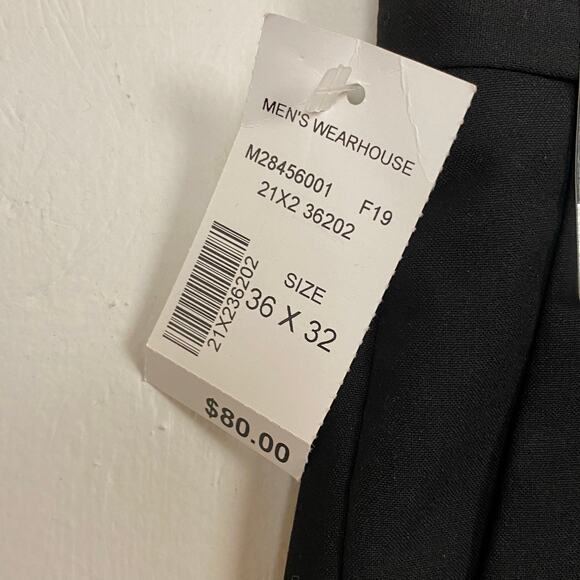 MEN'S WEARHOUSE
M28456001 F19
21X2 36202
21X236202
SIZE
36 X 32
$80.00